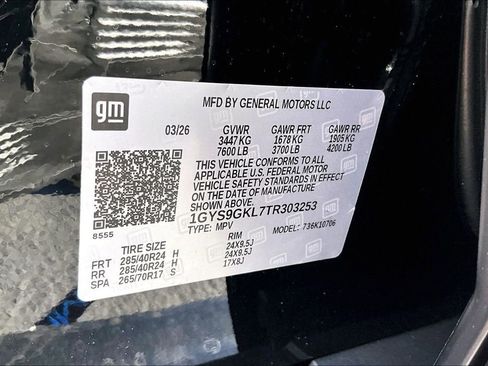 gm
MFD BY GENERAL MOTORS LLC
03/26 GVWR GAWR FRT GAWR RR
3447 KG 1678 KG 1905 KG
7600 LB 3700 LB 4200 LB
THIS VEHICLE CONFORMS TO ALL
APPLICABLE U.S. FEDERAL MOTOR
VEHICLE SAFETY STANDARDS IN EFFECT
ON THE DATE OF MANUFACTURE
1GYS9GKL7TR303253
8555 TYPE: MPV MODEL: 736K10706
TIRE SIZE RIM
FRT 285/40R24 H 24X9.5J
RR 285/40R24 H 24X9.5J
SPA 265/70R17 S 17X8J